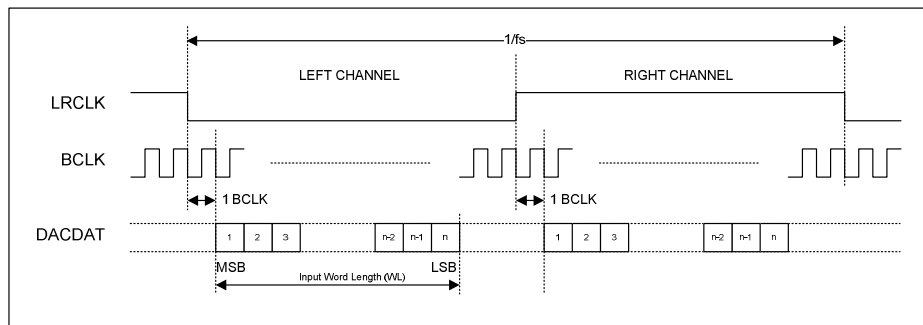 1/fs
LEFT CHANNEL RIGHT CHANNEL
LRCLK
BCLK
1 BCLK 1 BCLK
DACDAT 1 2 3 n-2 n-1 n 1 2 3 n-2 n-1 n
MSB LSB
Input Word Length (WL)